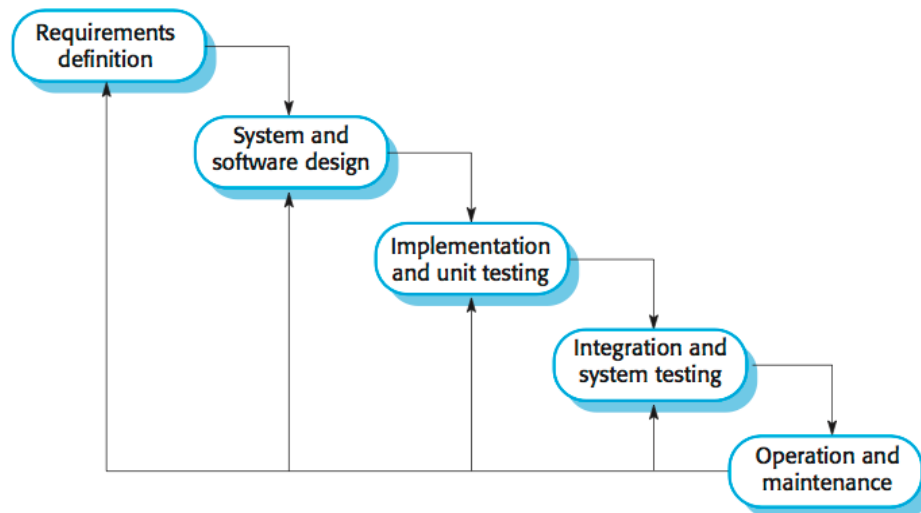 Requirements
definition
System and
software design
Implementation
and unit testing
Integration and
system testing
Operation and
maintenance